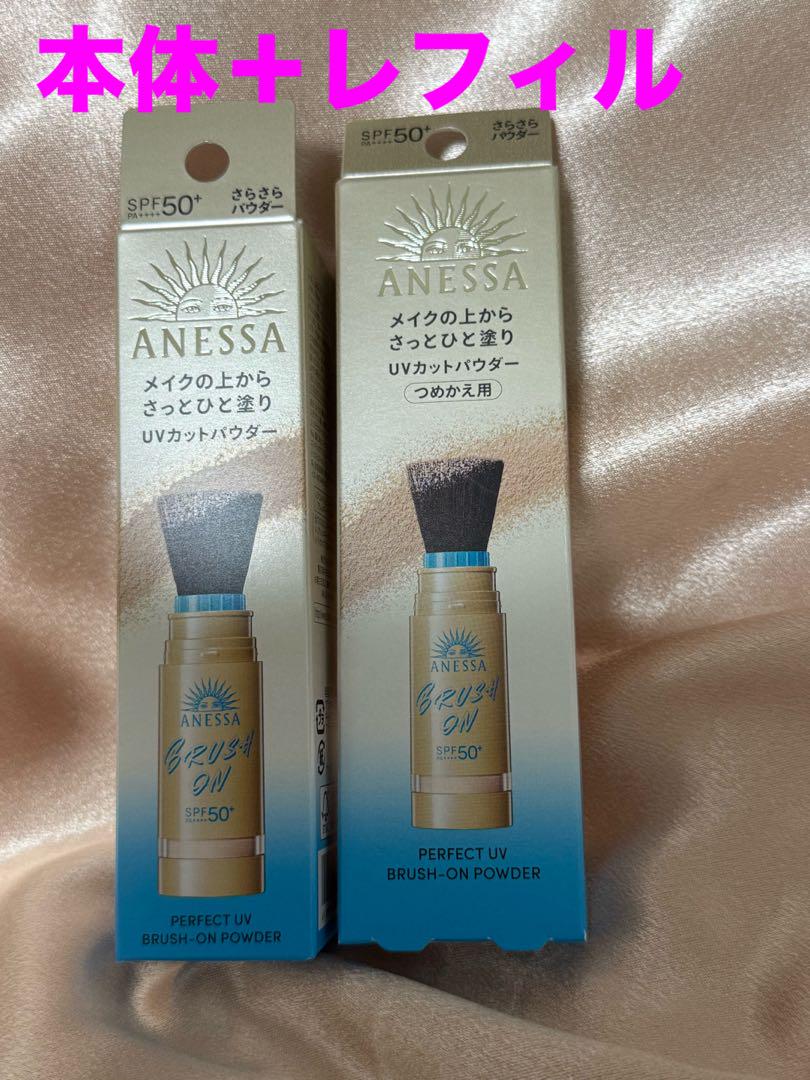 本体＋レフィル
SPF50+
PA++++
さらさら
パウダー
ANESSA
メイクの上から
さっとひと塗り
UVカットパウダー
ANESSA
BRUSH
ON
SPF50+
PA++++
PERFECT UV
BRUSH-ON POWDER
SPF50+
PA++++
さらさら
パウダー
ANESSA
メイクの上から
さっとひと塗り
UVカットパウダー
つめかえ用
ANESSA
BRUSH
ON
SPF50+
PA++++
PERFECT UV
BRUSH-ON POWDER